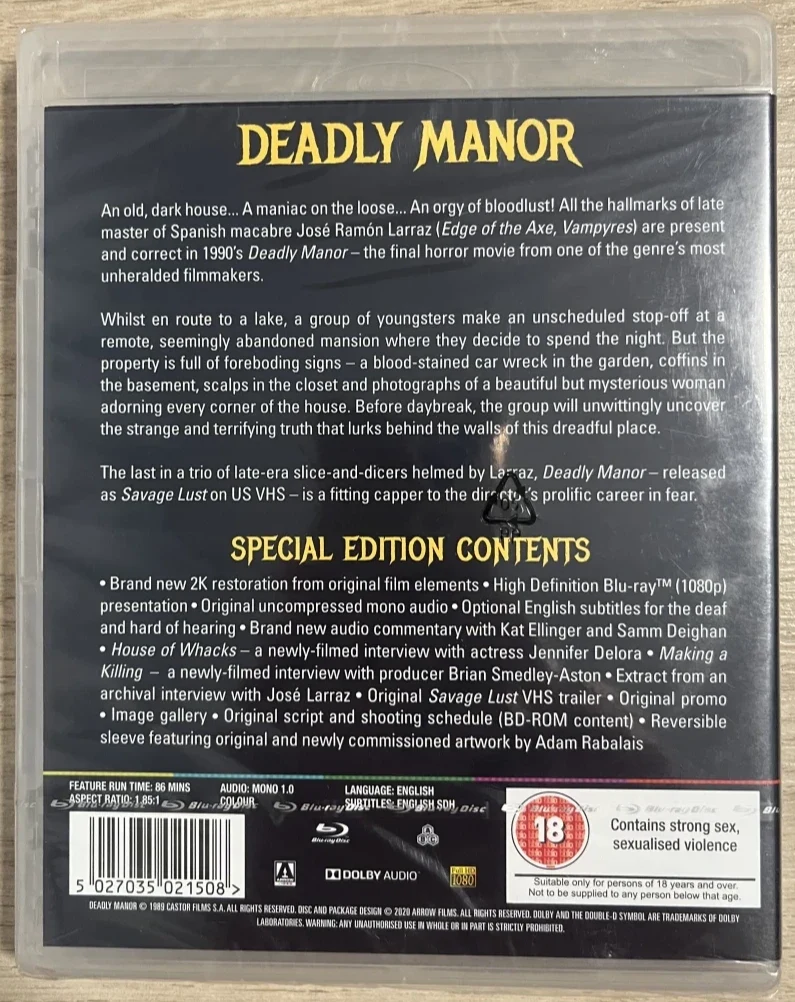 DEADLY MANOR
An old, dark house... A maniac on the loose... An orgy of bloodlust! All the hallmarks of late
master of Spanish macabre José Ramón Larraz (Edge of the Axe, Vampyres) are present
and correct in 1990's Deadly Manor – the final horror movie from one of the genre's most
unheralded filmmakers.
Whilst en route to a lake, a group of youngsters make an unscheduled stop-off at a
remote, seemingly abandoned mansion where they decide to spend the night. But the
property is full of foreboding signs – a blood-stained car wreck in the garden, coffins in
the basement, scalps in the closet and photographs of a beautiful but mysterious woman
adorning every corner of the house. Before daybreak, the group will unwittingly uncover
the strange and terrifying truth that lurks behind the walls of this dreadful place.
The last in a trio of late-era slice-and-dicers helmed by Larraz, Deadly Manor – released
as Savage Lust on US VHS – is a fitting capper to the director's prolific career in fear.
SPECIAL EDITION CONTENTS
• Brand new 2K restoration from original film elements • High Definition Blu-ray™ (1080p)
presentation • Original uncompressed mono audio • Optional English subtitles for the deaf
and hard of hearing • Brand new audio commentary with Kat Ellinger and Samm Deighan
• House of Whacks – a newly-filmed interview with actress Jennifer Delora • Making a
Killing – a newly-filmed interview with producer Brian Smedley-Aston • Extract from an
archival interview with José Larraz • Original Savage Lust VHS trailer • Original promo
• Image gallery • Original script and shooting schedule (BD-ROM content) • Reversible
sleeve featuring original and newly commissioned artwork by Adam Rabalais
FEATURE RUN TIME: 86 MINS AUDIO: MONO 1.0 LANGUAGE: ENGLISH
ASPECT RATIO: 1.85:1 COLOUR SUBTITLES: ENGLISH SDH
Blu-ray Disc
18
Contains strong sex,
sexualised violence
Suitable only for persons of 18 years and over.
Not to be supplied to any person below that age.
DOLBY AUDIO
Full HD
1080
5 027035 021508 >
DEADLY MANOR © 1989 CASTOR FILMS S.A. ALL RIGHTS RESERVED. DISC AND PACKAGE DESIGN © 2020 ARROW FILMS. ALL RIGHTS RESERVED. DOLBY AND THE DOUBLE-D SYMBOL ARE TRADEMARKS OF DOLBY
LABORATORIES. WARNING: ANY UNAUTHORISED USE IN WHOLE OR IN PART IS STRICTLY PROHIBITED.